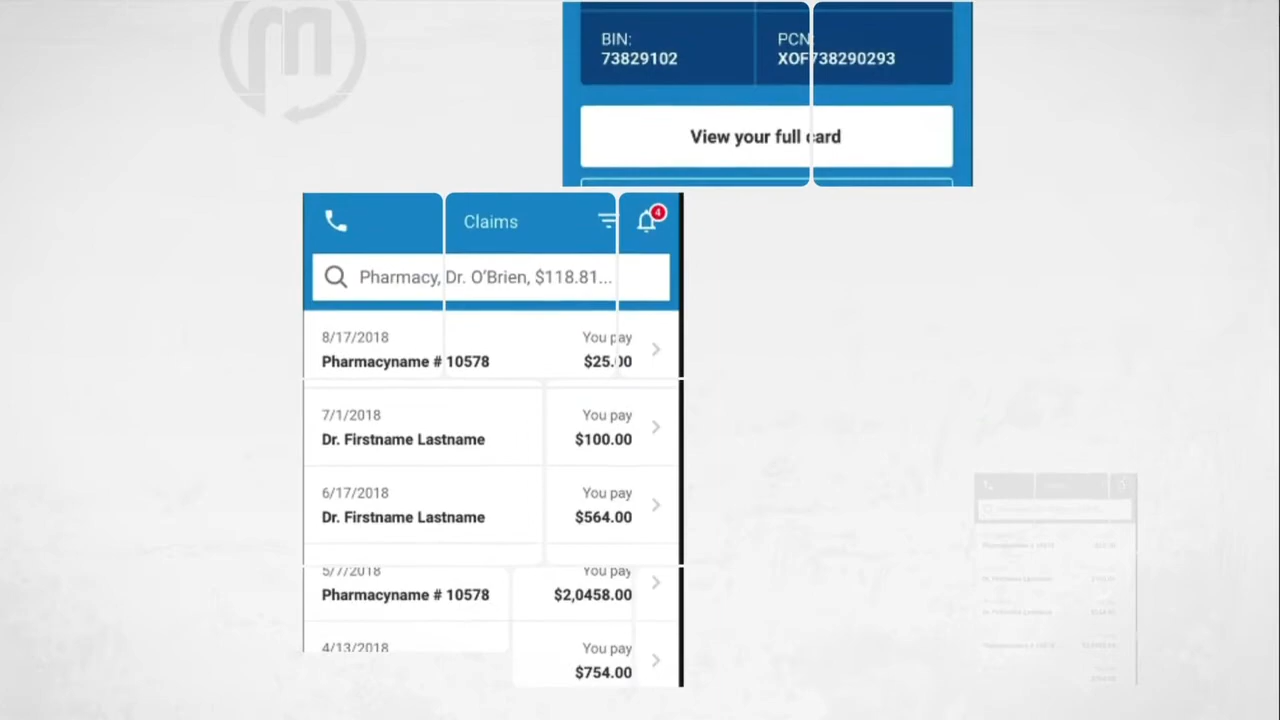 BIN:
73829102
PCN:
XOF738290293
View your full card
Claims
4
Pharmacy, Dr. O'Brien, $118.81...
8/17/2018
You pay
Pharmacyname # 10578
$25.00
7/1/2018
You pay
Dr. Firstname Lastname
$100.00
6/17/2018
You pay
Dr. Firstname Lastname
$564.00
5/7/2018
You pay
Pharmacyname # 10578
$2,0458.00
4/13/2018
You pay
$754.00